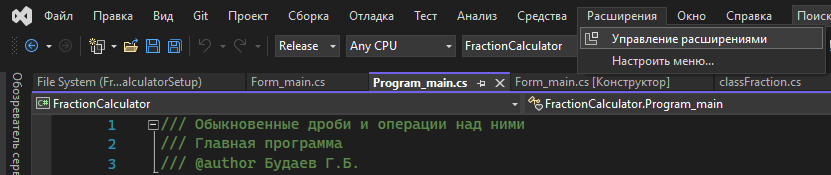 Файл Правка Вид Git Проект Сборка Отладка Тест Анализ Средства Расширения Окно Справка Поиск
Release Any CPU FractionCalculator Управление расширениями
Настроить меню...
File System (Fr...alculatorSetup) Form_main.cs Program_main.cs Form_main.cs [Конструктор] classFraction.cs
Обозреватель
FractionCalculator FractionCalculator.Program_main
1 /// Обыкновенные дроби и операции над ними
2 /// Главная программа
3 /// @author Будаев Г.Б.